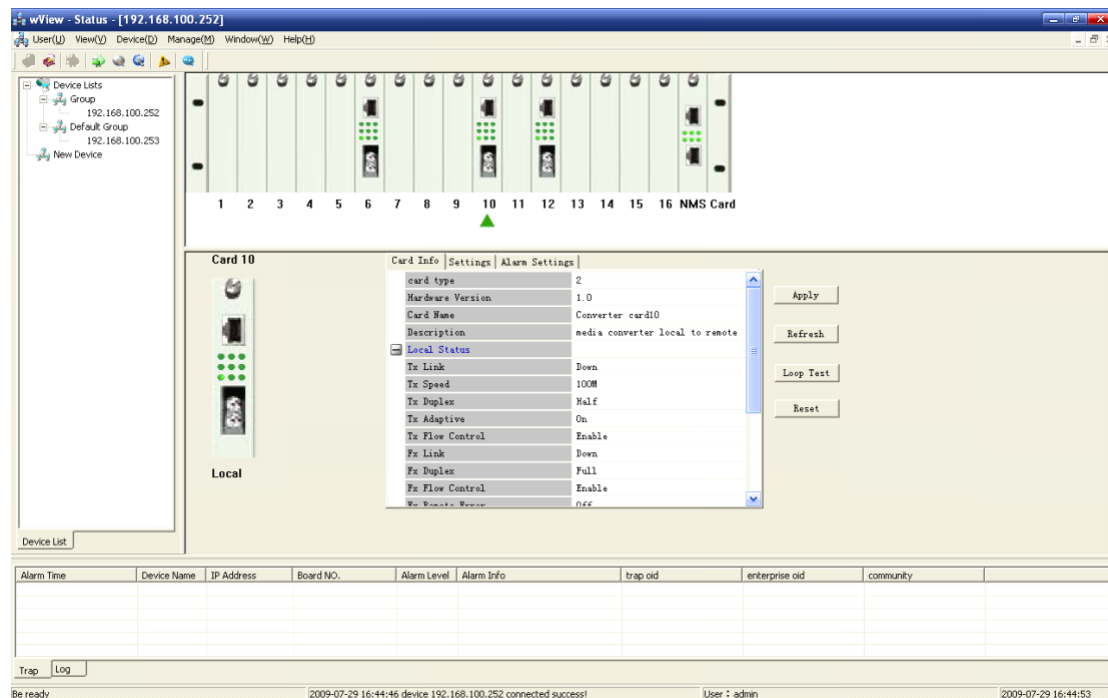 wView - Status - [192.168.100.252]
User(U) View(V) Device(D) Manage(M) Window(W) Help(H)
Device Lists
Group
192.168.100.252
Default Group
192.168.100.253
New Device
Device List
1 2 3 4 5 6 7 8 9 10 11 12 13 14 15 16 NMS Card
Card 10
Local
Card Info Settings Alarm Settings
card type 2
Hardware Version 1.0
Card Name Converter card10
Description media converter local to remote
Local Status
Tx Link Down
Tx Speed 100M
Tx Duplex Half
Tx Adaptive On
Tx Flow Control Enable
Fx Link Down
Fx Duplex Full
Fx Flow Control Enable
Fx Remote Error Off
Apply
Refresh
Loop Test
Reset
Alarm Time Device Name IP Address Board NO. Alarm Level Alarm Info trap oid enterprise oid community
Trap Log
Be ready 2009-07-29 16:44:46 device 192.168.100.252 connected success! User : admin 2009-07-29 16:44:53